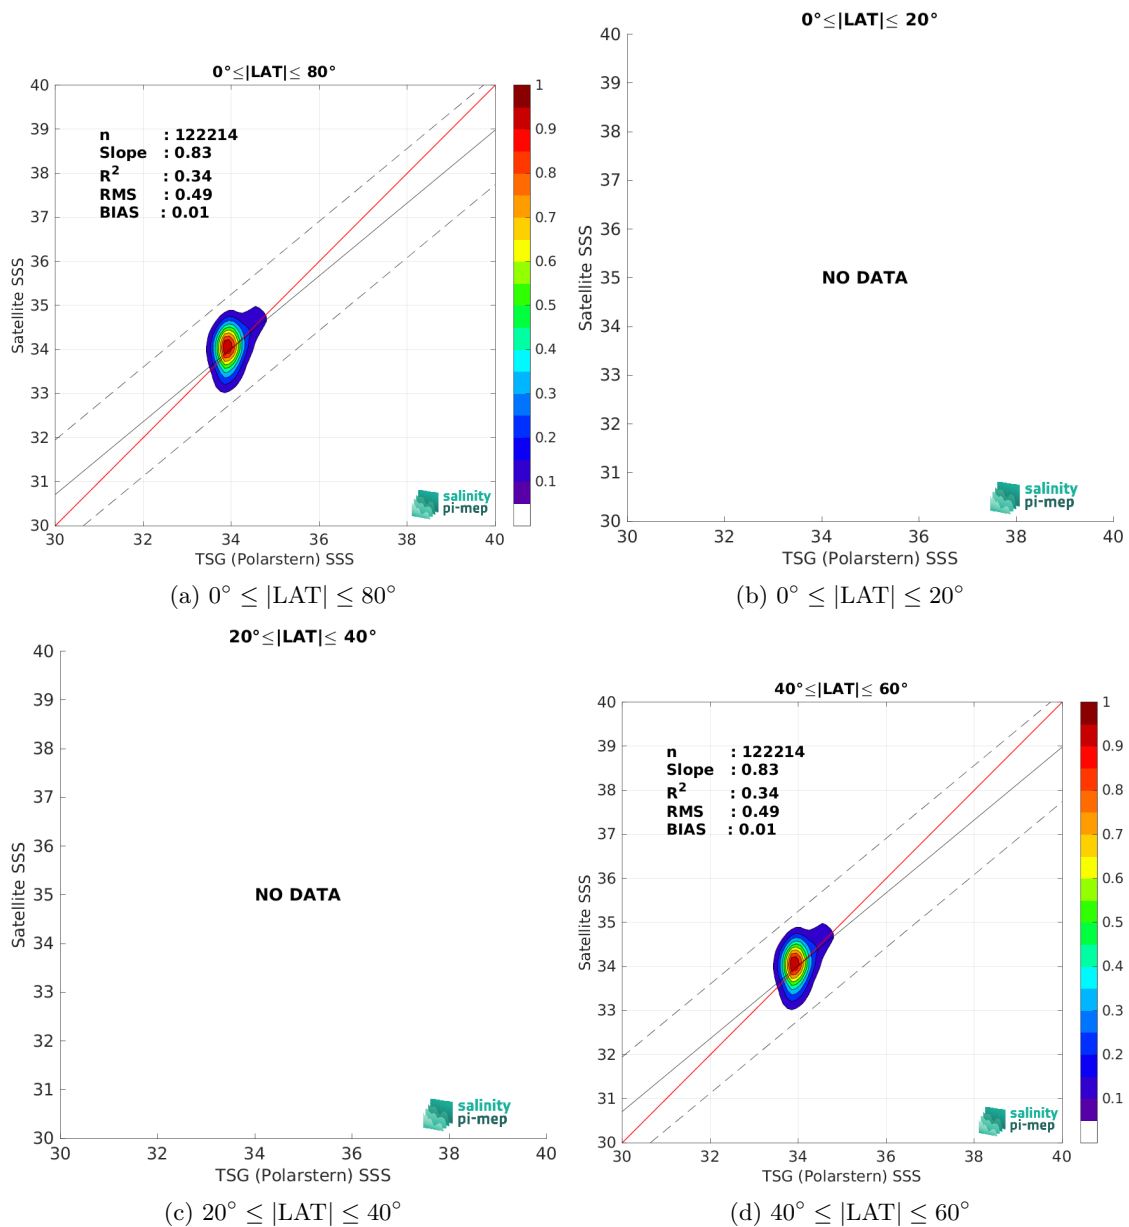 0°≤|LAT|≤ 80°
40
39
38
37
36
35
34
33
32
31
30
Satellite SSS
n : 122214
Slope : 0.83
R² : 0.34
RMS : 0.49
BIAS : 0.01
salinity
pi-mep
30 32 34 36 38 40
TSG (Polarstern) SSS
1
0.9
0.8
0.7
0.6
0.5
0.4
0.3
0.2
0.1
(a) 0° ≤ |LAT| ≤ 80°
0°≤|LAT|≤ 20°
40
39
38
37
36
35
34
33
32
31
30
Satellite SSS
NO DATA
salinity
pi-mep
30 32 34 36 38 40
TSG (Polarstern) SSS
(b) 0° ≤ |LAT| ≤ 20°
20°≤|LAT|≤ 40°
40
39
38
37
36
35
34
33
32
31
30
Satellite SSS
NO DATA
salinity
pi-mep
30 32 34 36 38 40
TSG (Polarstern) SSS
(c) 20° ≤ |LAT| ≤ 40°
40°≤|LAT|≤ 60°
40
39
38
37
36
35
34
33
32
31
30
Satellite SSS
n : 122214
Slope : 0.83
R² : 0.34
RMS : 0.49
BIAS : 0.01
salinity
pi-mep
30 32 34 36 38 40
TSG (Polarstern) SSS
1
0.9
0.8
0.7
0.6
0.5
0.4
0.3
0.2
0.1
(d) 40° ≤ |LAT| ≤ 60°